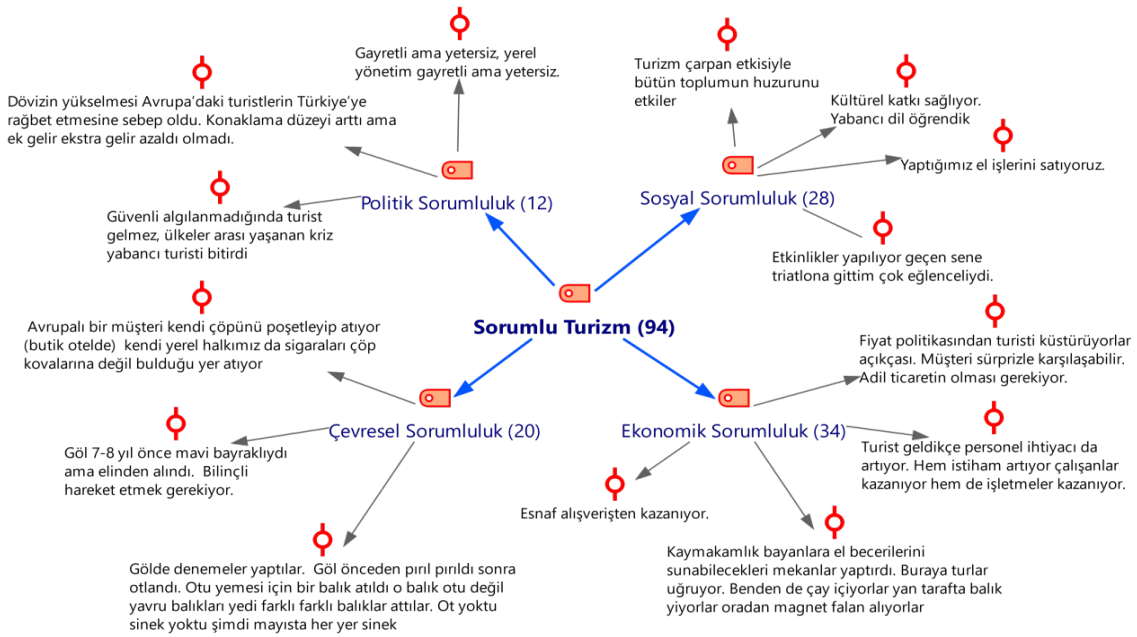 Gayretli ama yetersiz, yerel
yönetim gayretli ama yetersiz.
Dövizin yükselmesi Avrupa'daki turistlerin Türkiye'ye
rağbet etmesine sebep oldu. Konaklama düzeyi arttı ama
ek gelir ekstra gelir azaldı olmadı.
Güvenli algılanmadığında turist
gelmez, ülkeler arası yaşanan kriz
yabancı turisti bitirdi
Politik Sorumluluk (12)
Turizm çarpan etkisiyle
bütün toplumun huzurunu
etkiler
Kültürel katkı sağlıyor.
Yabancı dil öğrendik
Yaptığımız el işlerini satıyoruz.
Sosyal Sorumluluk (28)
Etkinlikler yapılıyor geçen sene
triatlona gittim çok eğlenceliydi.
Sorumlu Turizm (94)
Avrupalı bir müşteri kendi çöpünü poşetleyip atıyor
(butik otelde) kendi yerel halkımız da sigaraları çöp
kovalarına değil bulduğu yer atıyor
Çevresel Sorumluluk (20)
Göl 7-8 yıl önce mavi bayraklıydı
ama elinden alındı. Bilinçli
hareket etmek gerekiyor.
Gölde denemeler yaptılar. Göl önceden pırıl pırıldı sonra
otlandı. Otu yemesi için bir balık atıldı o balık otu değil
yavru balıkları yedi farklı farklı balıklar attılar. Ot yoktu
sinek yoktu şimdi mayısta her yer sinek
Fiyat politikasından turisti küstürüyorlar
açıkçası. Müşteri sürprizle karşılaşabilir.
Adil ticaretin olması gerekiyor.
Ekonomik Sorumluluk (34)
Turist geldikçe personel ihtiyacı da
artıyor. Hem istiham artıyor çalışanlar
kazanıyor hem de işletmeler kazanıyor.
Esnaf alışverişten kazanıyor.
Kaymakamlık bayanlara el becerilerini
sunabilecekleri mekanlar yaptırdı. Buraya turlar
uğruyor. Benden de çay içiyorlar yan tarafta balık
yiyorlar oradan magnet falan alıyorlar